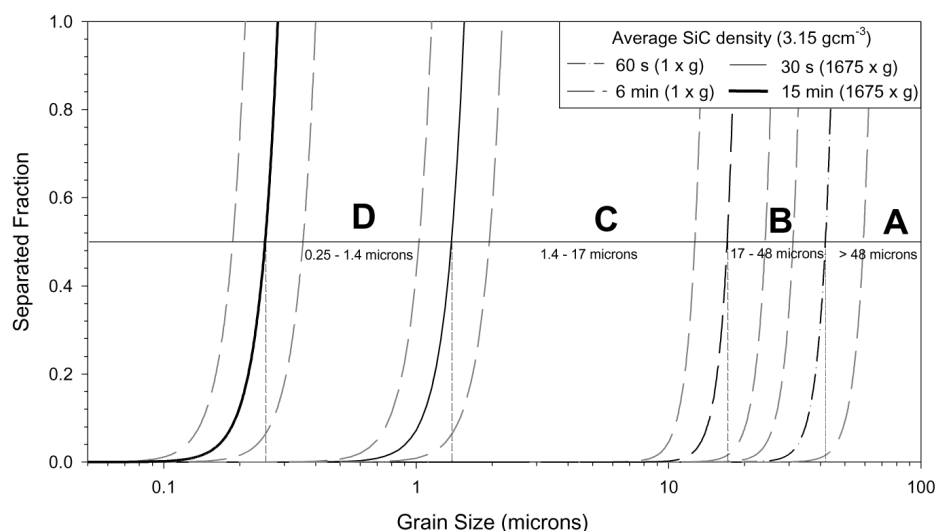 1.0
0.8
0.6
0.4
0.2
0.0
Separated Fraction
Average SiC density (3.15 gcm⁻³)
60 s (1 x g) 30 s (1675 x g)
6 min (1 x g) 15 min (1675 x g)
D C B A
0.25 - 1.4 microns 1.4 - 17 microns 17 - 48 microns > 48 microns
0.1 1 10 100
Grain Size (microns)